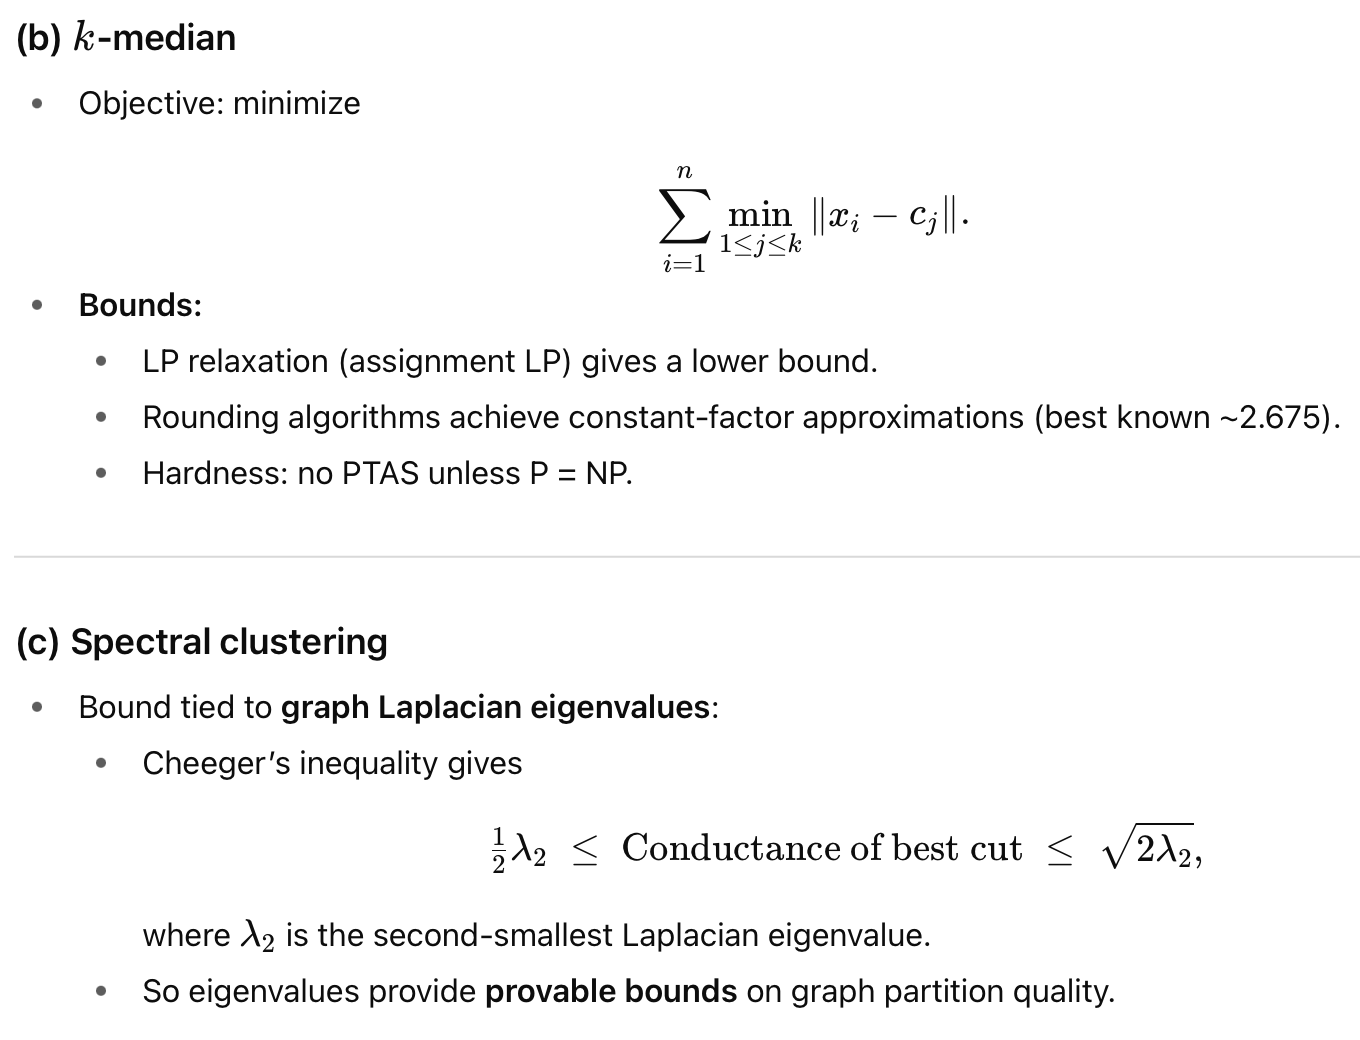 (b) k-median
• Objective: minimize
\sum_{i=1}^{n} \min_{1 \leq j \leq k} \|x_i - c_j\|.
• Bounds:
• LP relaxation (assignment LP) gives a lower bound.
• Rounding algorithms achieve constant-factor approximations (best known ~2.675).
• Hardness: no PTAS unless P = NP.
(c) Spectral clustering
• Bound tied to graph Laplacian eigenvalues:
• Cheeger's inequality gives
\frac{1}{2}\lambda_2 \leq Conductance of best cut \leq \sqrt{2\lambda_2},
where λ₂ is the second-smallest Laplacian eigenvalue.
• So eigenvalues provide provable bounds on graph partition quality.